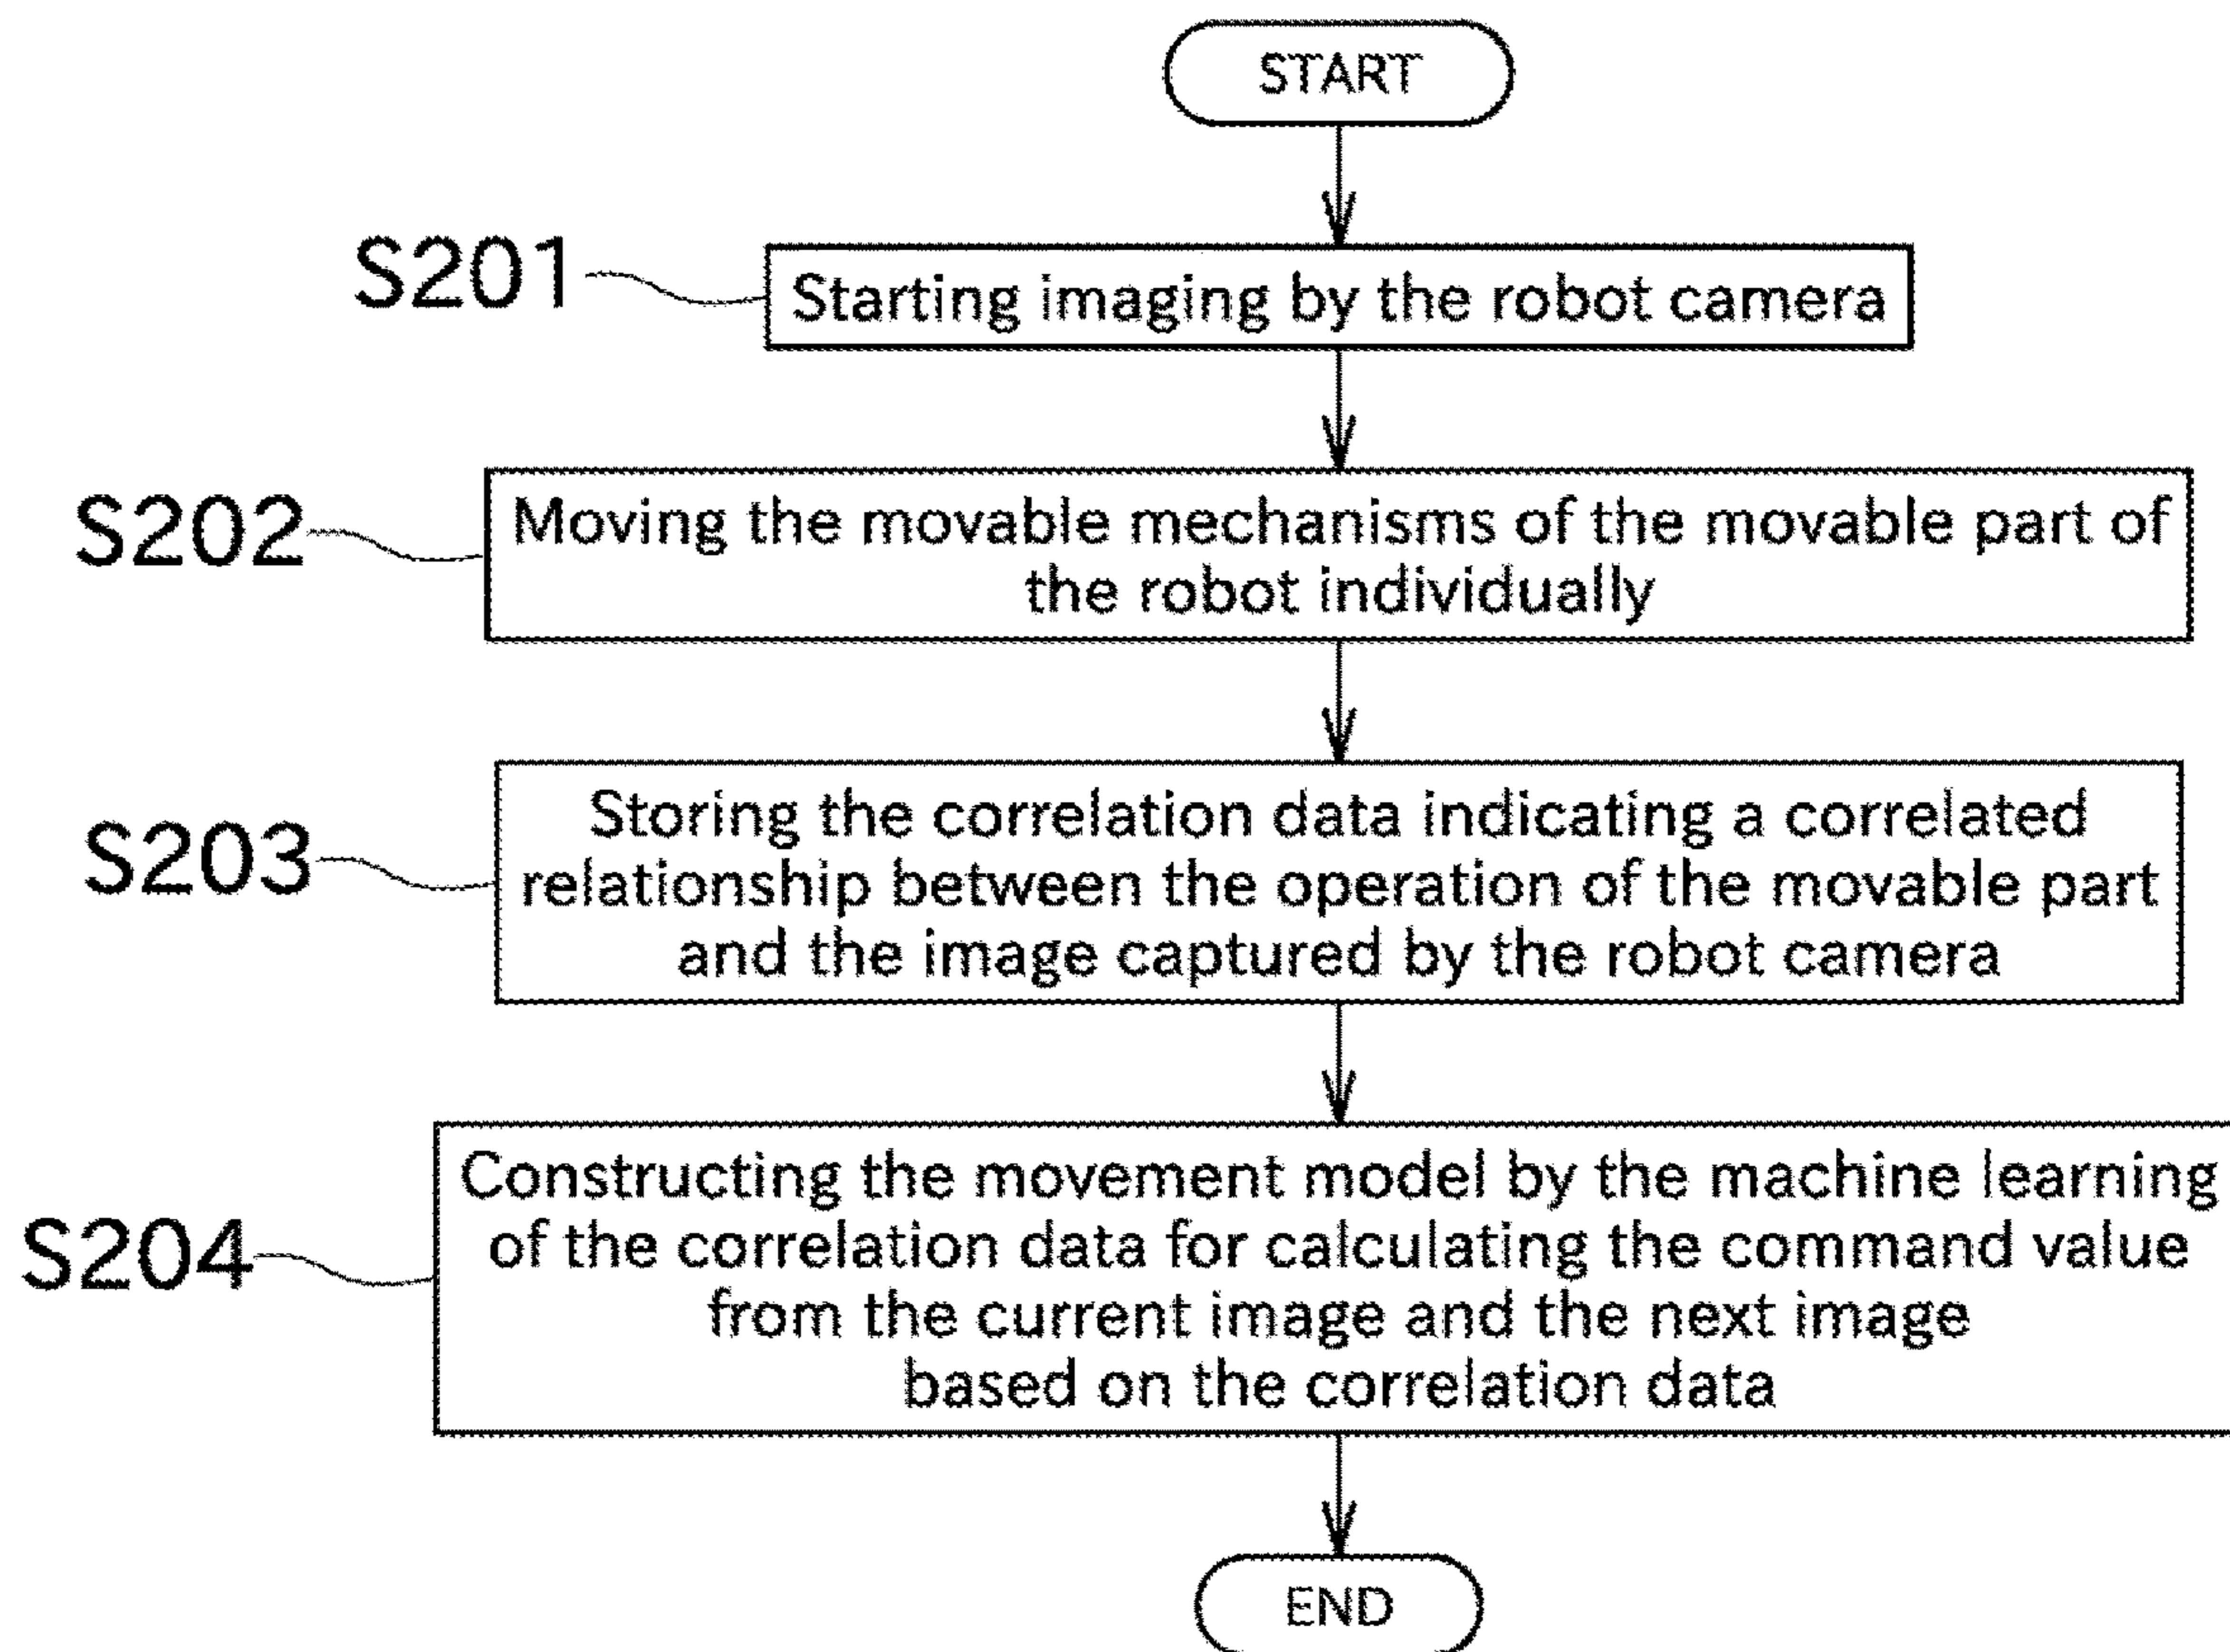 START
S201
Starting imaging by the robot camera
S202
Moving the movable mechanisms of the movable part of
the robot individually
S203
Storing the correlation data indicating a correlated
relationship between the operation of the movable part
and the image captured by the robot camera
S204
Constructing the movement model by the machine learning
of the correlation data for calculating the command value
from the current image and the next image
based on the correlation data
END